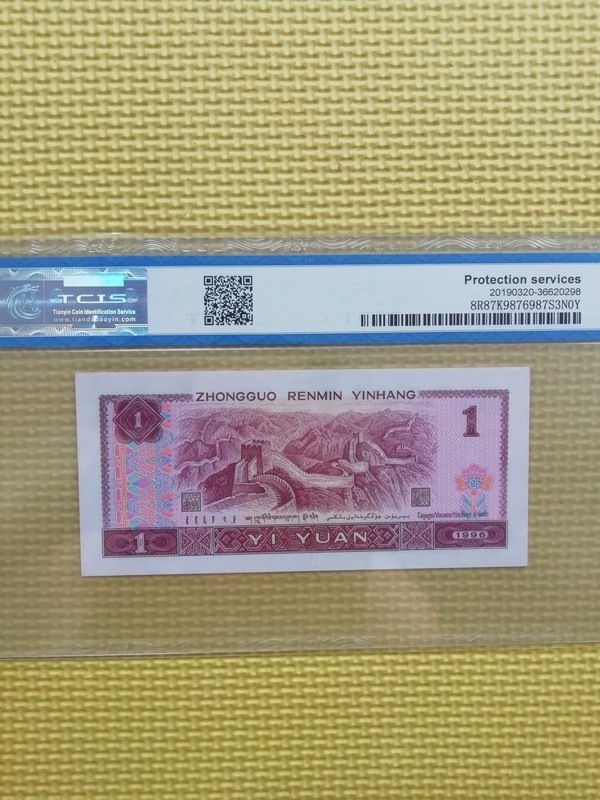 TCIS
Tianyin Coin Identification Service
Protection services
20190320-36620298
8R87K9876987S3N0Y
ZHONGGUO RENMIN YINHANG
1
1
1
YI YUAN
1996